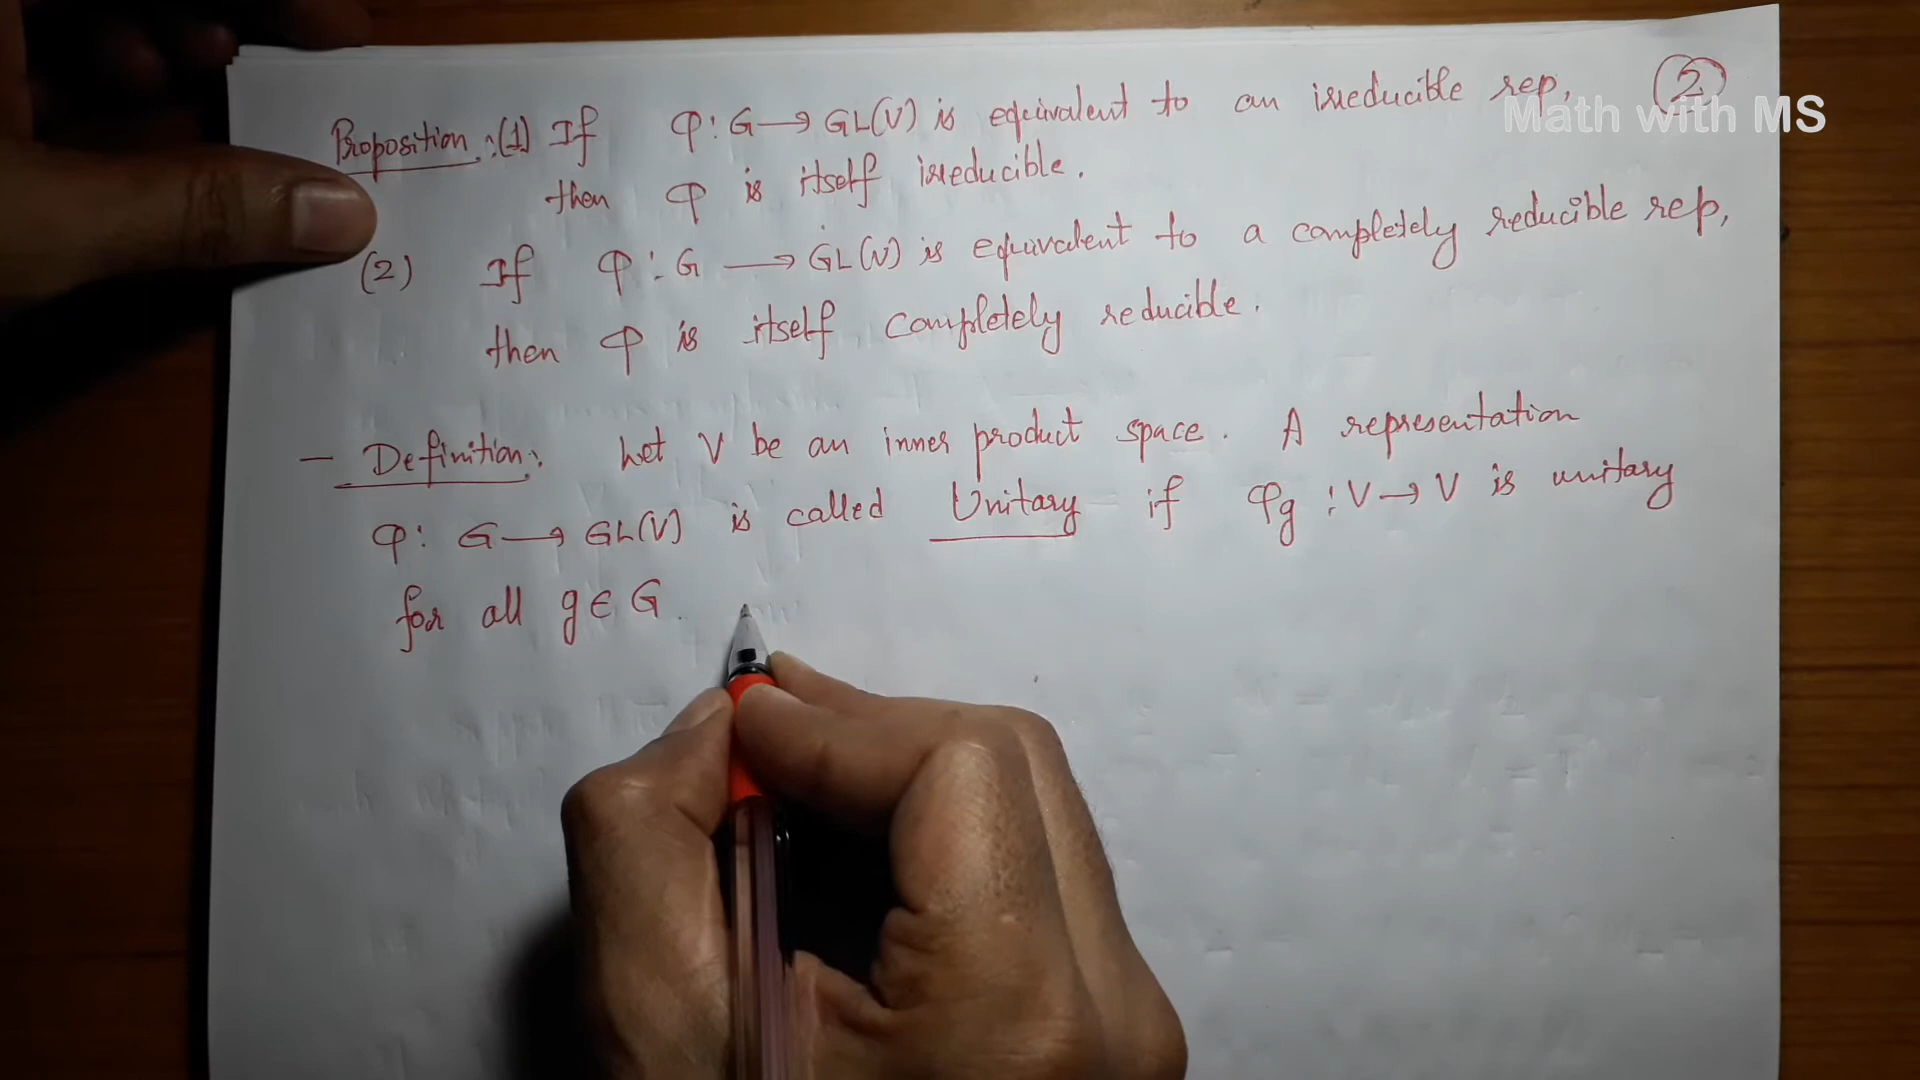 Proposition :(1) If φ: G → GL(V) is equivalent to an irreducible rep, (2)
Math with MS
then φ is itself irreducible.
(2) If φ: G → GL(V) is equivalent to a completely reducible rep,
then φ is itself completely reducible.
- Definition: Let V be an inner product space. A representation
φ: G → GL(V) is called Unitary if φg : V → V is unitary
for all g ∈ G.